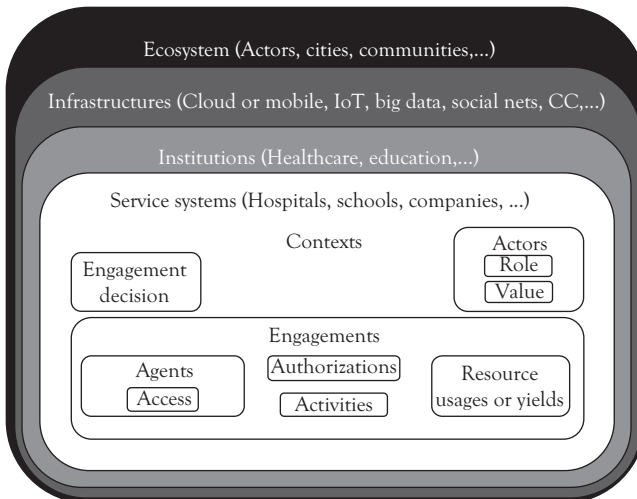 Ecosystem (Actors, cities, communities,...)
Infrastructures (Cloud or mobile, IoT, big data, social nets, CC,...)
Institutions (Healthcare, education,...)
Service systems (Hospitals, schools, companies, ...)
Contexts
Engagement
decision
Actors
Role
Value
Engagements
Agents
Access
Authorizations
Activities
Resource
usages or yields